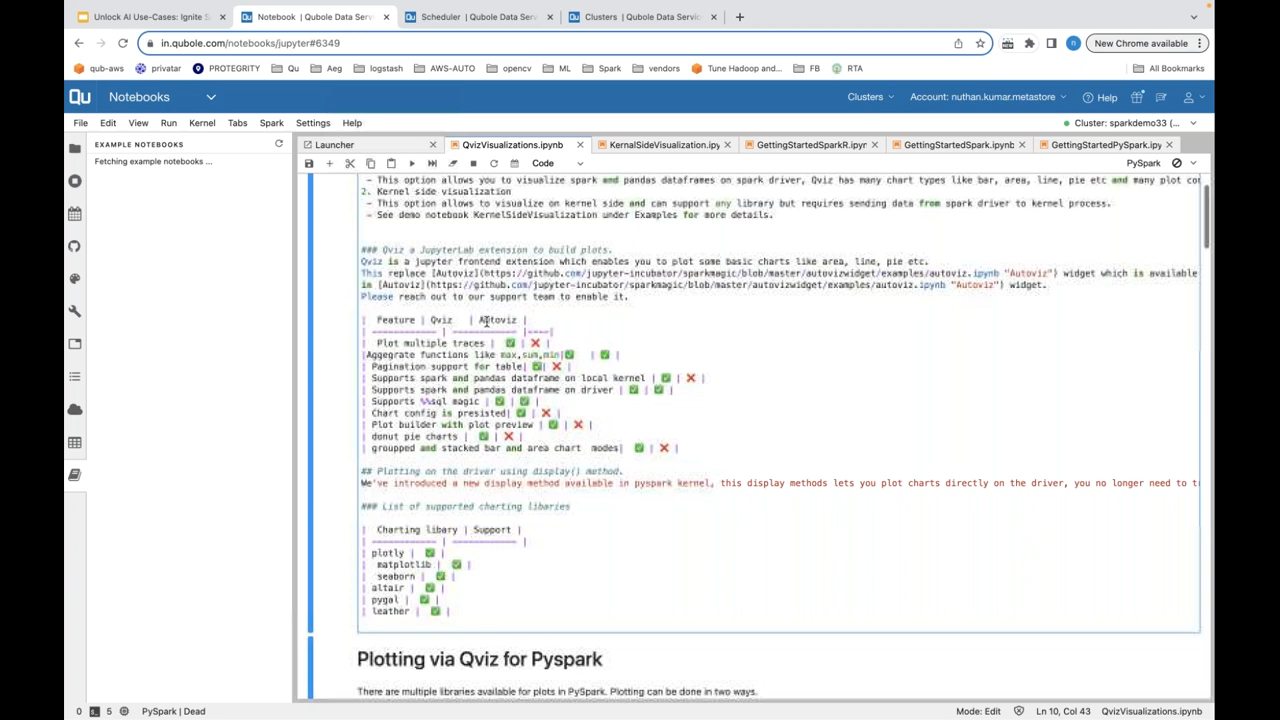 Unlock AI Use-Cases: Ignite S
Notebook | Qubole Data Serv
Scheduler | Qubole Data Servic
Clusters | Qubole Data Service
in.qubole.com/notebooks/jupyter#6349
New Chrome available
qub-aws
privatar
PROTEGRITY
Qu
Aeg
logstash
AWS-AUTO
opencv
ML
Spark
vendors
Tune Hadoop and...
FB
RTA
All Bookmarks
Qu
Notebooks
Clusters
Account: nuthan.kumar.metastore
Help
File Edit View Run Kernel Tabs Spark Settings Help
Cluster: sparkdemo33 (...
EXAMPLE NOTEBOOKS
Fetching example notebooks ...
Launcher
QvizVisualizations.ipynb
KernalSideVisualization.ipy
GettingStartedSparkR.ipyn
GettingStartedSpark.ipynb
GettingStartedPySpark.ipy
Code
PySpark
- This option allows you to visualize spark and pandas dataframes on spark driver, Qviz has many chart types like bar, area, line, pie etc and many plot co
2. Kernel side visualization
- This option allows to visualize on kernel side and can support any library but requires sending data from spark driver to kernel process.
- See demo notebook KernelSideVisualization under Examples for more details.
### Qviz a JupyterLab extension to build plots.
Qviz is a jupyter frontend extension which enables you to plot some basic charts like area, line, pie etc.
This replace [Autoviz](https://github.com/jupyter-incubator/sparkmagic/blob/master/autovizwidget/examples/autoviz.ipynb "Autoviz") widget which is available
in [Autoviz](https://github.com/jupyter-incubator/sparkmagic/blob/master/autovizwidget/examples/autoviz.ipynb "Autoviz") widget.
Please reach out to our support team to enable it.
| Feature | Qviz | Autoviz |
| ============ | ============ |====|
| Plot multiple traces | ✅ | ❌ |
|Aggegrate functions like max,sum,min|✅ | ✅ |
| Pagination support for table| ✅| ❌ |
| Supports spark and pandas dataframe on local kernel | ✅ | ❌ |
| Supports spark and pandas dataframe on driver | ✅ | ✅ |
| Supports %%sql magic | ✅ | ✅ |
| Chart config is presisted| ✅ | ❌ |
| Plot builder with plot preview | ✅ | ❌ |
| donut pie charts | ✅ | ❌ |
| groupped and stacked bar and area chart modes| ✅ | ❌ |
## Plotting on the driver using display() method.
We've introduced a new display method available in pyspark kernel, this display methods lets you plot charts directly on the driver, you no longer need to t
### List of supported charting libaries
| Charting libary | Support |
| ============ | ============ |
| plotly | ✅ |
| matplotlib | ✅ |
| seaborn | ✅ |
| altair | ✅ |
| pygal | ✅ |
| leather | ✅ |
Plotting via Qviz for Pyspark
There are multiple libraries available for plots in PySpark. Plotting can be done in two ways.
0
5
PySpark | Dead
Mode: Edit
Ln 10, Col 43
QvizVisualizations.ipynb